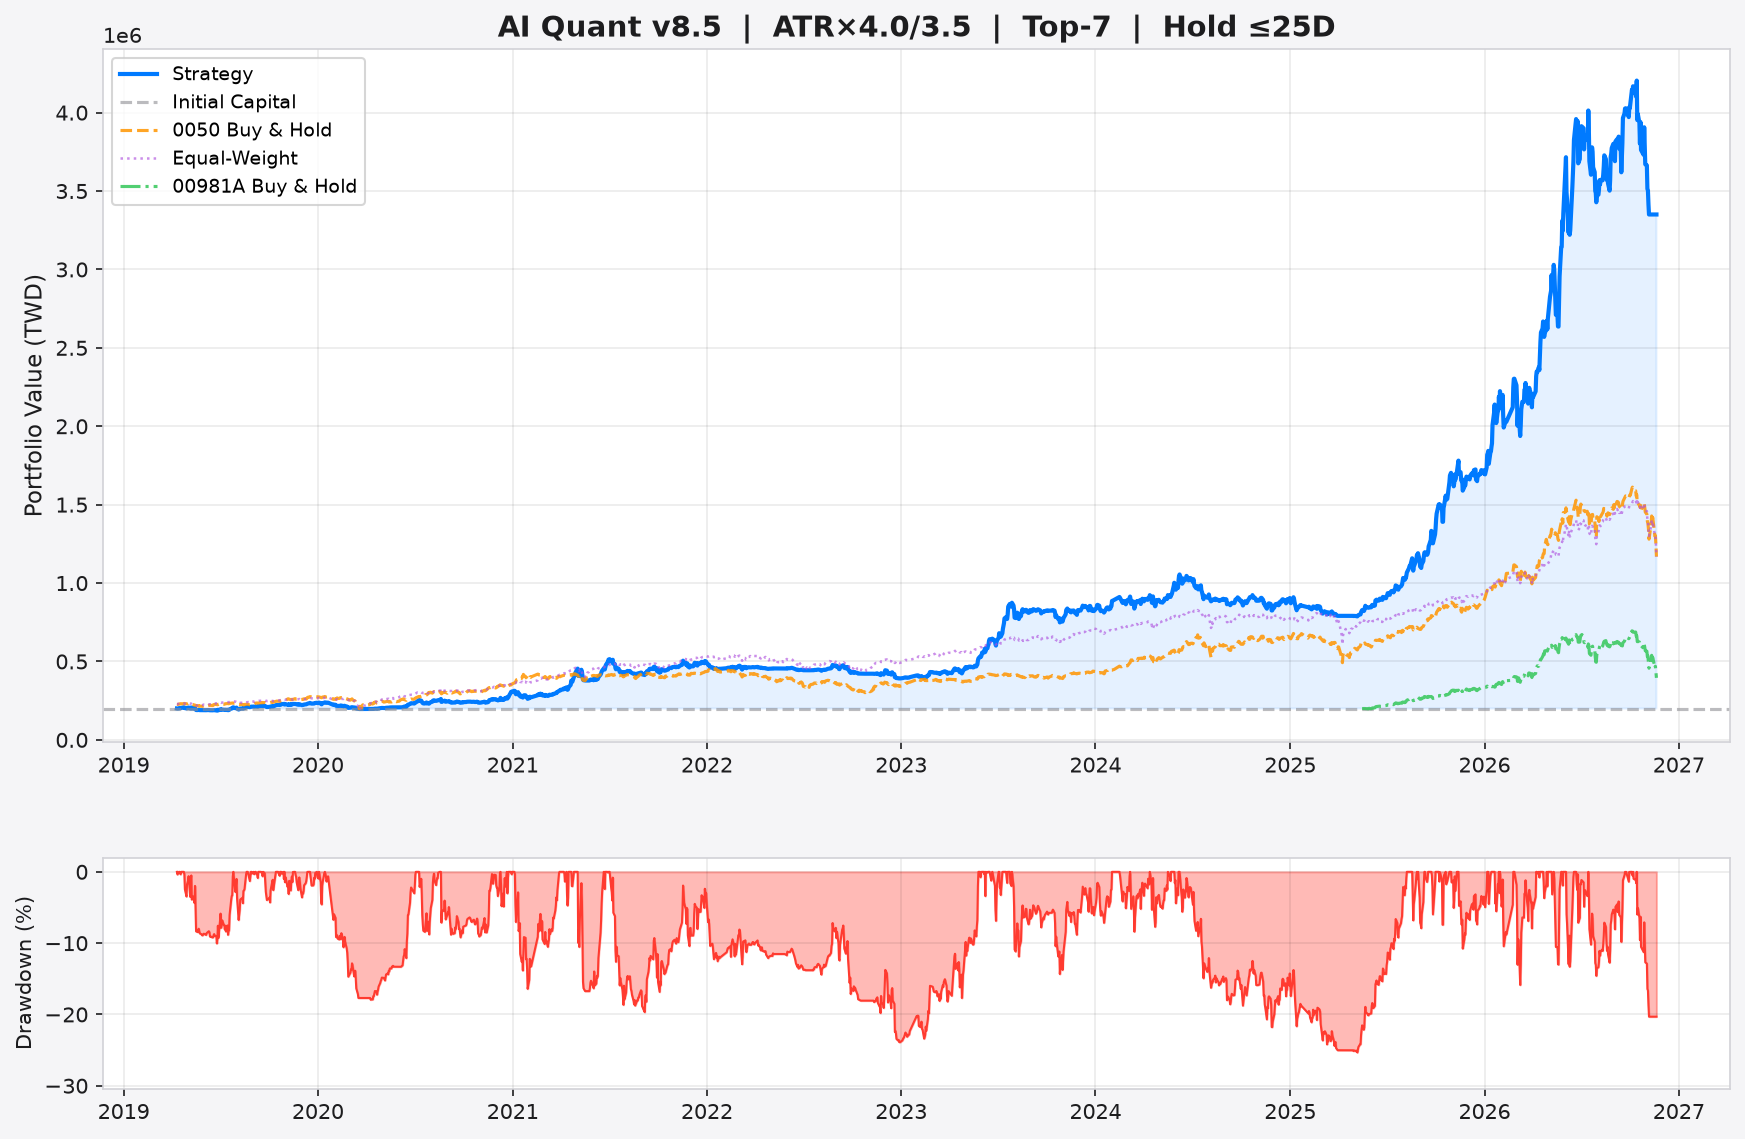 AI Quant v8.5 | ATR×4.0/3.5 | Top-7 | Hold ≤25D
1e6
Strategy
Initial Capital
0050 Buy & Hold
Equal-Weight
00981A Buy & Hold
Portfolio Value (TWD)
4.0
3.5
3.0
2.5
2.0
1.5
1.0
0.5
0.0
2019 2020 2021 2022 2023 2024 2025 2026 2027
Drawdown (%)
0
−10
−20
−30
2019 2020 2021 2022 2023 2024 2025 2026 2027